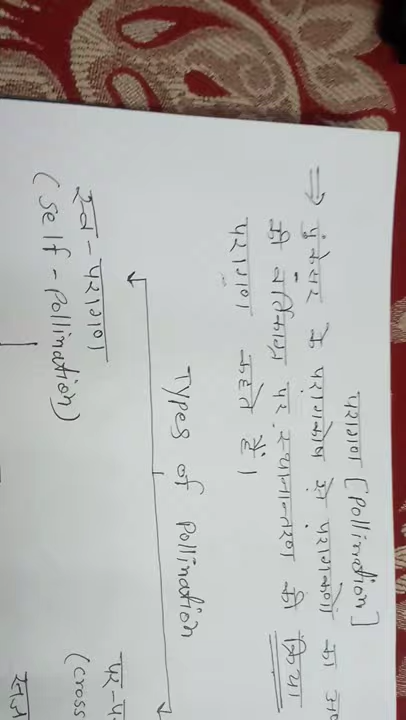 परागण [Pollination]
⇒ पुंकेसर के परागकोष से परागकणों का
की वर्तिकाग्र पर स्थानान्तरण की क्रिया
परागण कहते हैं।
Types of Pollination
स्व-परागण
(Self-Pollination)
पर-प
(cross